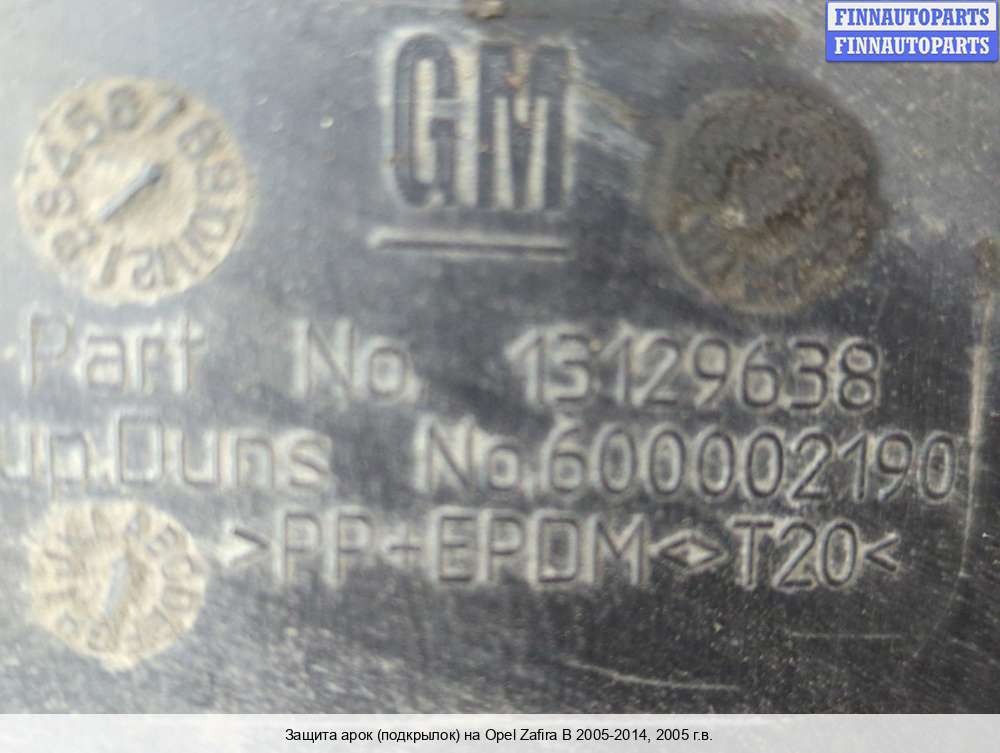 FINNAUTOPARTS
FINNAUTOPARTS
GM
Part No. 13129638
up.Duns No.600002190
>PP+EPDM<>T20<
Защита арок (подкрылок) на Opel Zafira B 2005-2014, 2005 г.в.